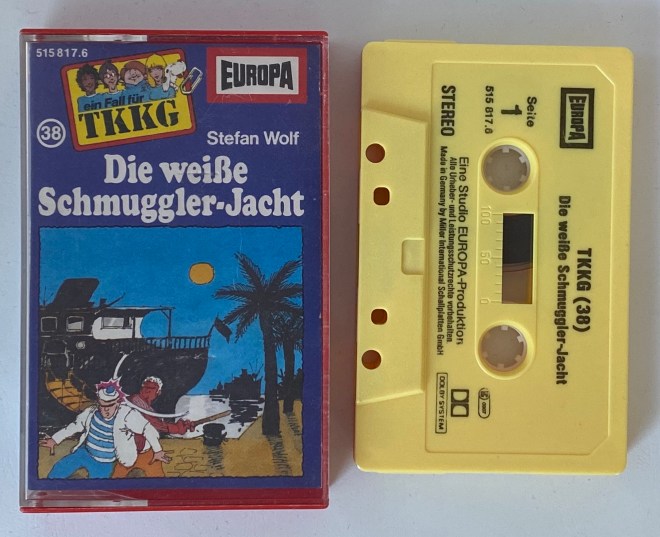 515 817.6
ein Fall für
TKKG
EUROPA
38
Stefan Wolf
Die weiße
Schmuggler-Jacht
EUROPA
Seite
1
515 817.6
STEREO
TKKG (38)
Die weiße Schmuggler-Jacht
100 50 0
Eine Studio EUROPA-Produktion
Alle Urheber- und Leistungsschutzrechte vorbehalten
Made in Germany by Miller International Schallplatten GmbH
DOLBY SYSTEM